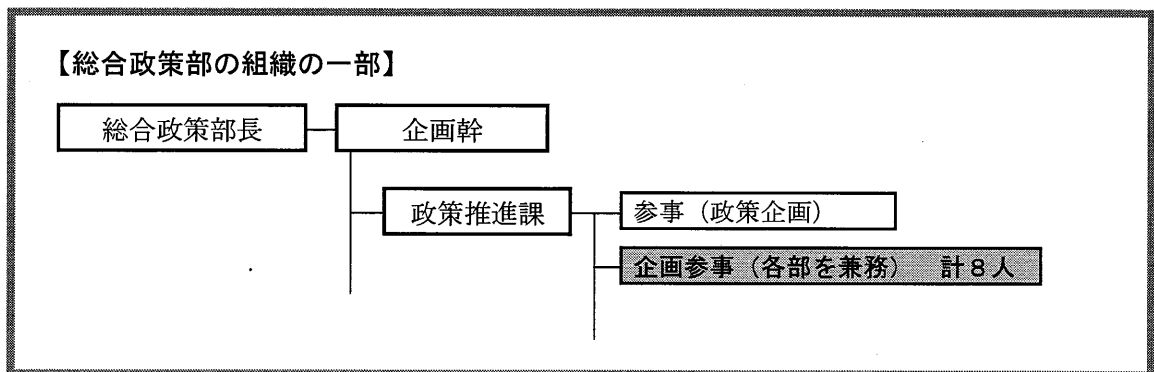 【総合政策部の組織の一部】
総合政策部長
企画幹
政策推進課
参事（政策企画）
企画参事（各部を兼務）　計８人